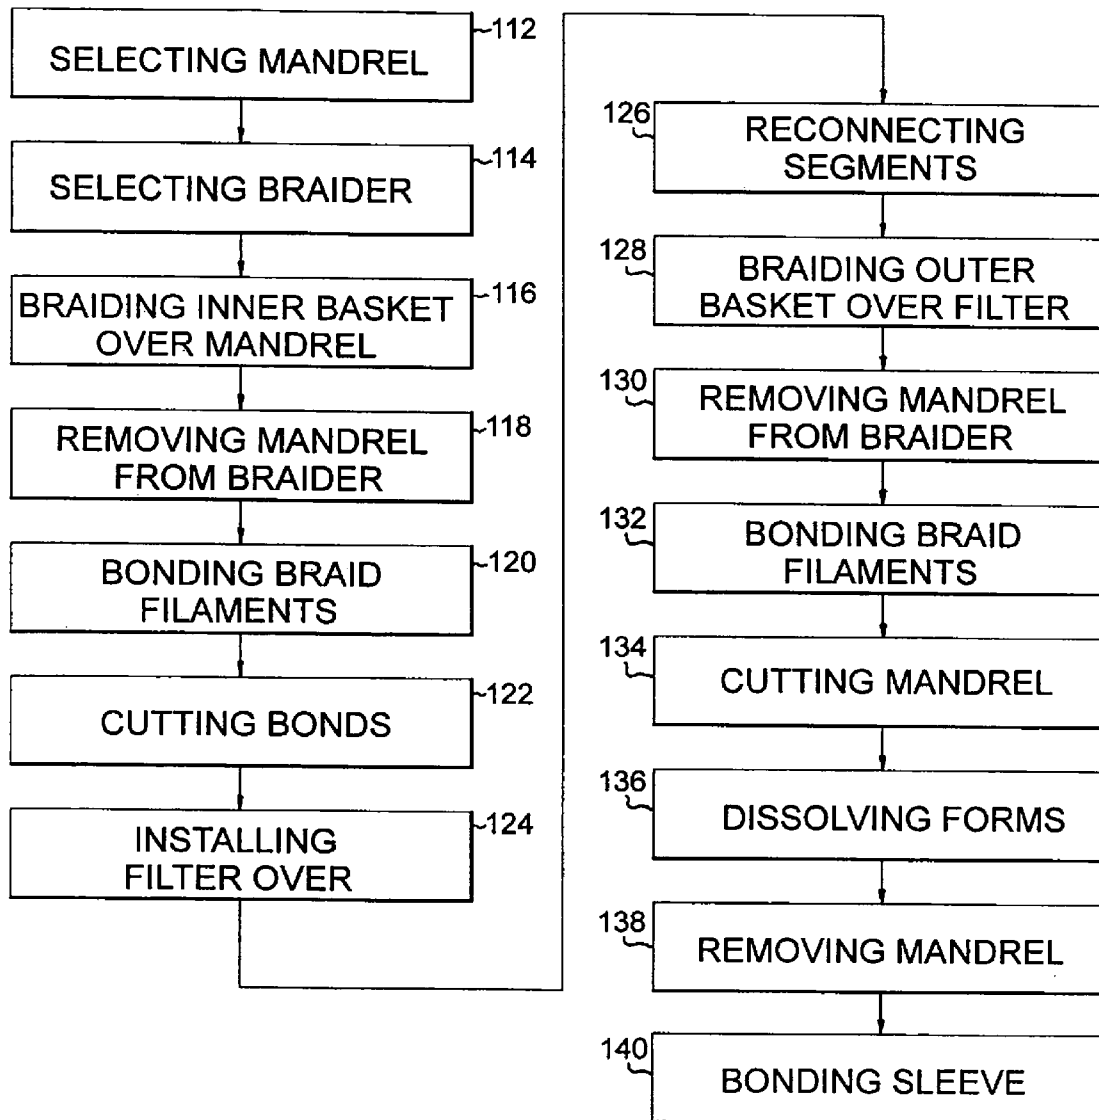 112
SELECTING MANDREL
114
SELECTING BRAIDER
116
BRAIDING INNER BASKET
OVER MANDREL
118
REMOVING MANDREL
FROM BRAIDER
120
BONDING BRAID
FILAMENTS
122
CUTTING BONDS
124
INSTALLING
FILTER OVER
126
RECONNECTING
SEGMENTS
128
BRAIDING OUTER
BASKET OVER FILTER
130
REMOVING MANDREL
FROM BRAIDER
132
BONDING BRAID
FILAMENTS
134
CUTTING MANDREL
136
DISSOLVING FORMS
138
REMOVING MANDREL
140
BONDING SLEEVE